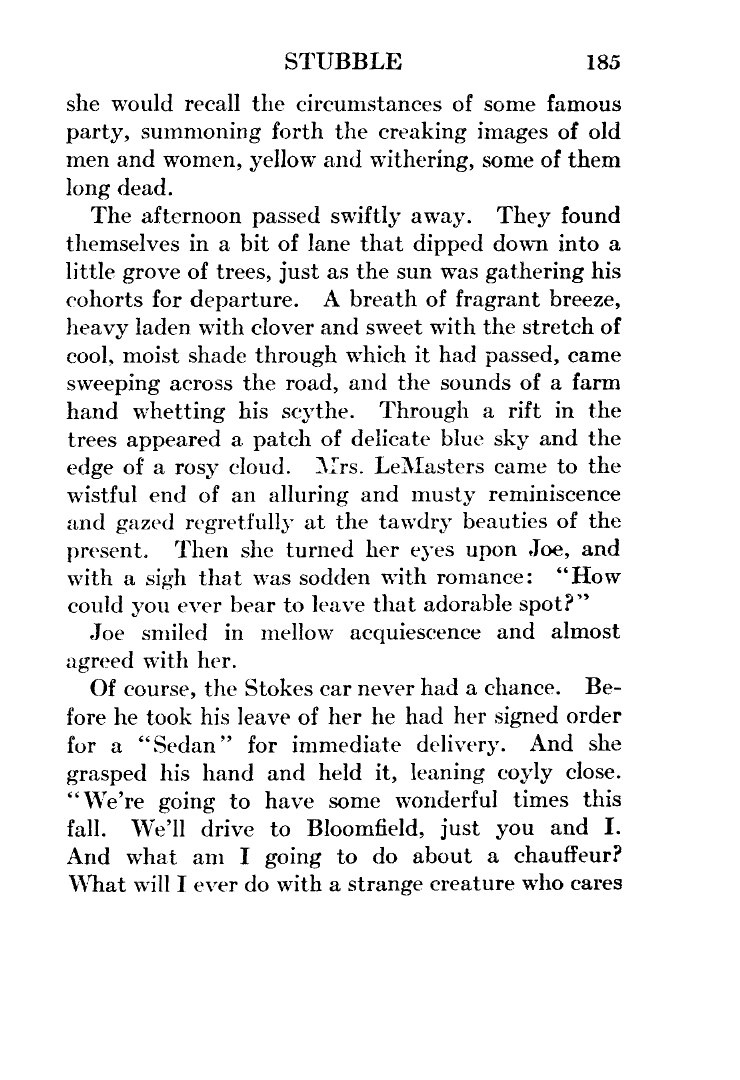 STUBBLE 185
she would recall the circumstances of some famous
party, summoning forth the creaking images of old
men and women, yellow and withering, some of them
long dead.
The afternoon passed swiftly away. They found
themselves in a bit of lane that dipped down into a
little grove of trees, just as the sun was gathering his
cohorts for departure. A breath of fragrant breeze,
heavy laden with clover and sweet with the stretch of
cool, moist shade through which it had passed, came
sweeping across the road, and the sounds of a farm
hand whetting his scythe. Through a rift in the
trees appeared a patch of delicate blue sky and the
edge of a rosy cloud. Mrs. LeMasters came to the
wistful end of an alluring and musty reminiscence
and gazed regretfully at the tawdry beauties of the
present. Then she turned her eyes upon Joe, and
with a sigh that was sodden with romance: "How
could you ever bear to leave that adorable spot?"
Joe smiled in mellow acquiescence and almost
agreed with her.
Of course, the Stokes car never had a chance. Be-
fore he took his leave of her he had her signed order
for a "Sedan" for immediate delivery. And she
grasped his hand and held it, leaning coyly close.
"We're going to have some wonderful times this
fall. We'll drive to Bloomfield, just you and I.
And what am I going to do about a chauffeur?
What will I ever do with a strange creature who cares